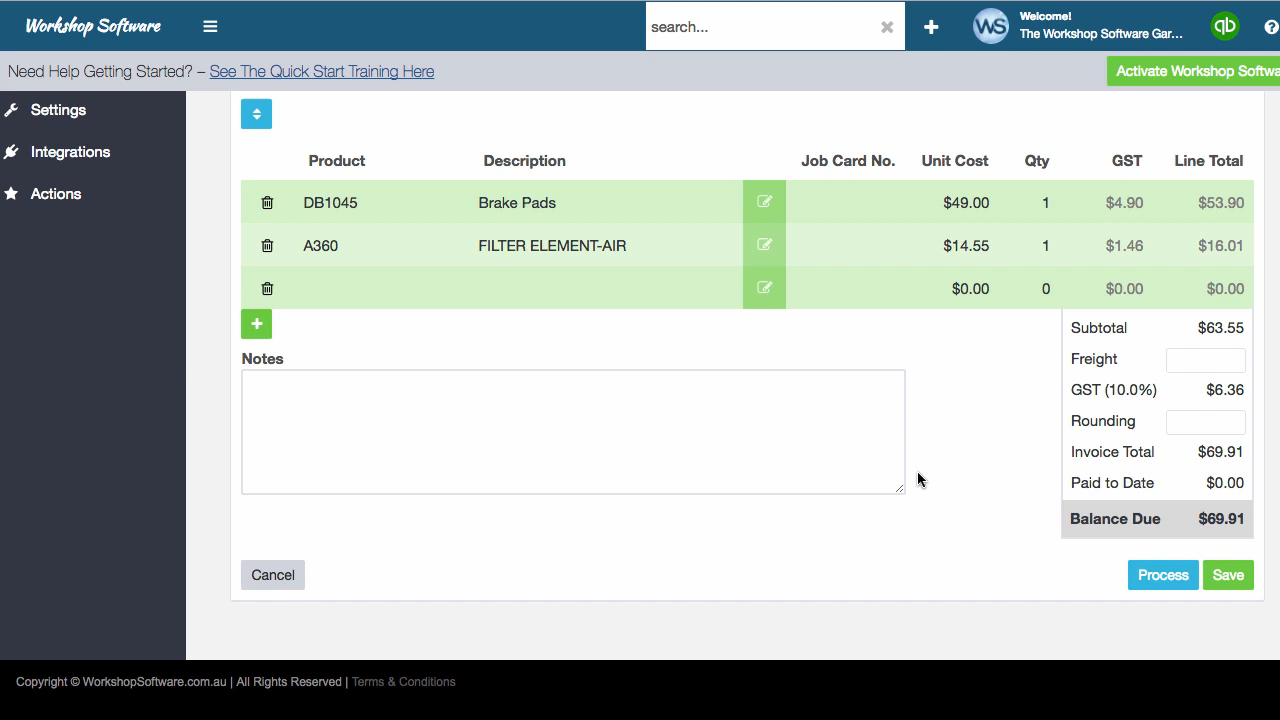 Workshop Software
search...
WS
Welcome!
The Workshop Software Gar...
qb
?
Need Help Getting Started? – See The Quick Start Training Here
Activate Workshop Softwa
Settings
Integrations
Actions
Product Description Job Card No. Unit Cost Qty GST Line Total
DB1045 Brake Pads $49.00 1 $4.90 $53.90
A360 FILTER ELEMENT-AIR $14.55 1 $1.46 $16.01
$0.00 0 $0.00 $0.00
Subtotal $63.55
Notes
Freight
GST (10.0%) $6.36
Rounding
Invoice Total $69.91
Paid to Date $0.00
Balance Due $69.91
Cancel
Process
Save
Copyright © WorkshopSoftware.com.au | All Rights Reserved | Terms & Conditions